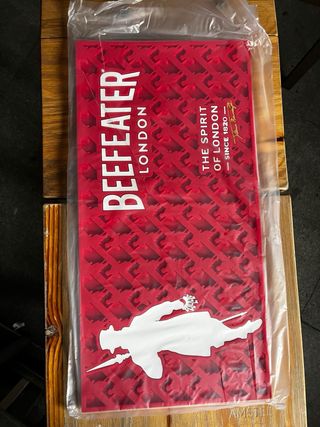 BEEFEATER
LONDON
THE SPIRIT
OF LONDON
SINCE 1820